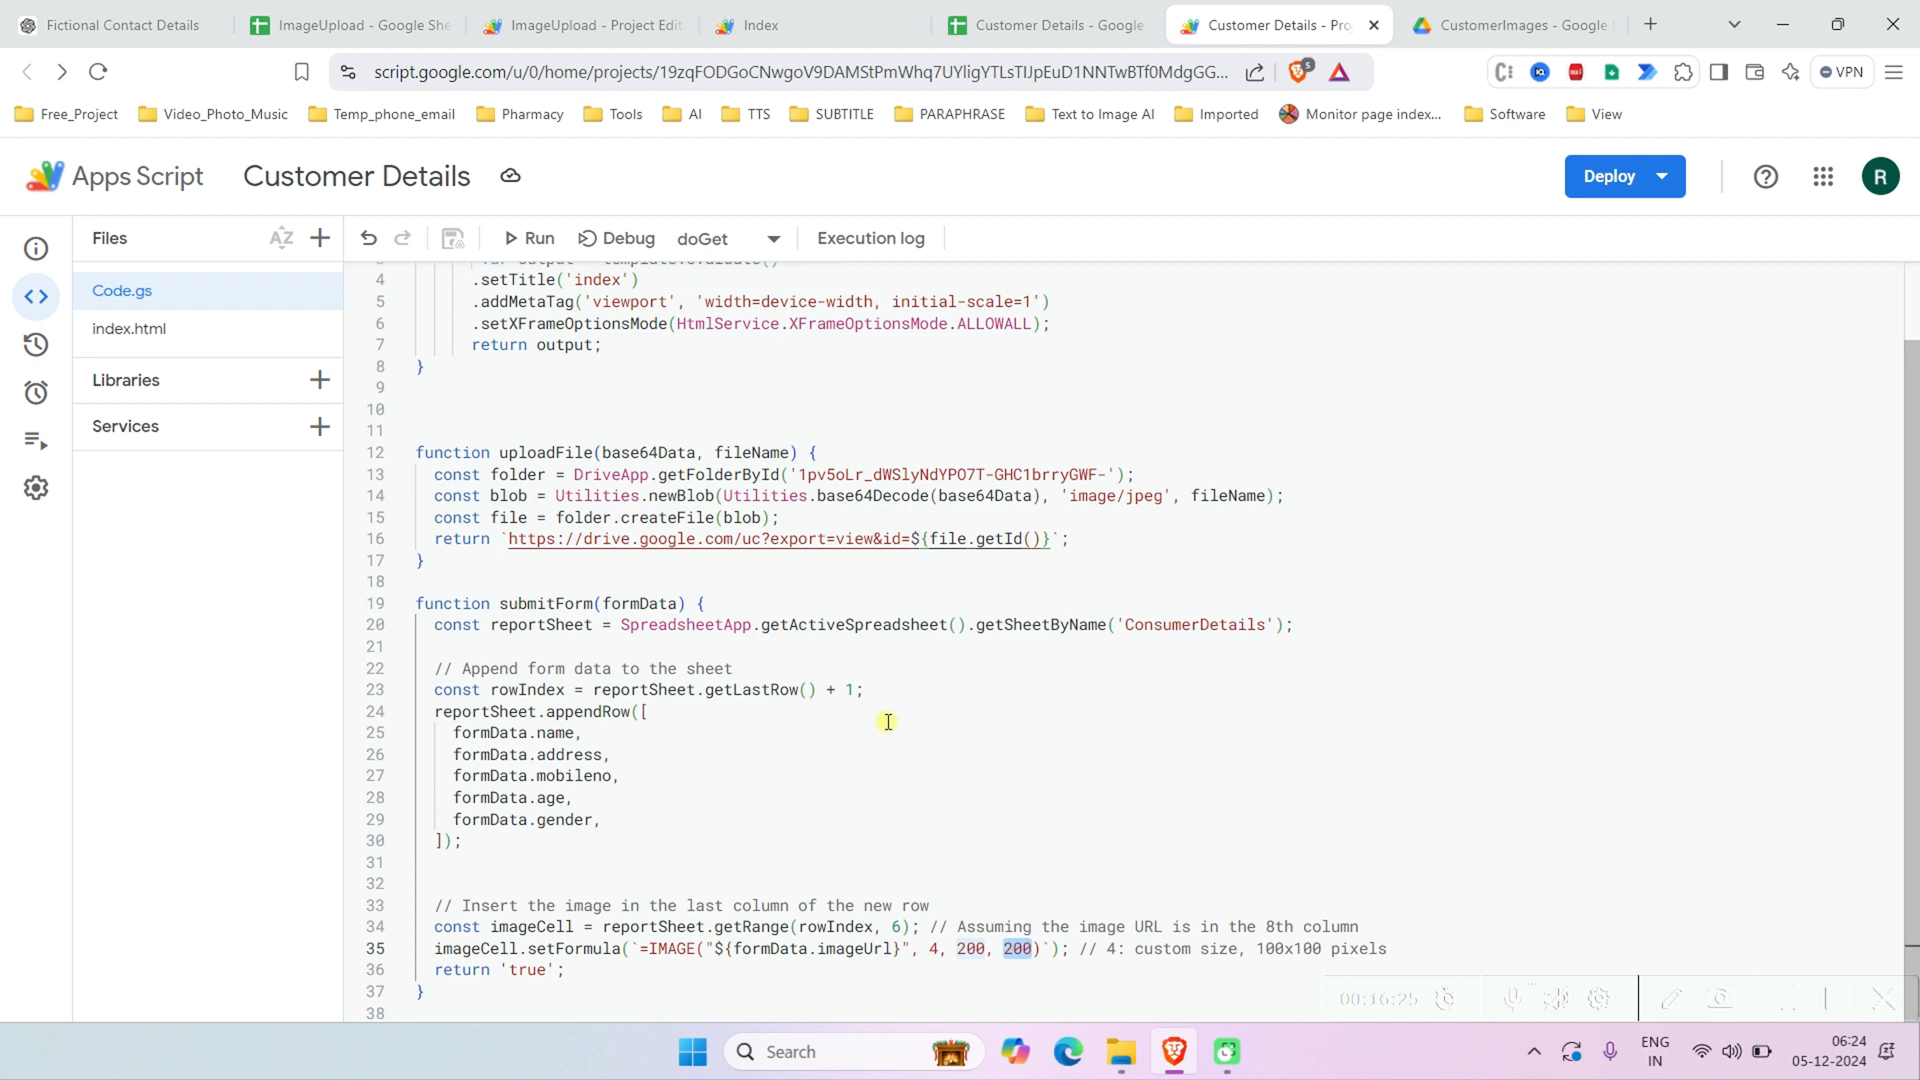 Fictional Contact Details
ImageUpload - Google She
ImageUpload - Project Edit
Index
Customer Details - Google
Customer Details - Pro
CustomerImages - Google
script.google.com/u/0/home/projects/19zqFODGoCNwgoV9DAMStPmWhq7UYligYTLsTIJpEuD1NNTwBTf0MdgGG...
5
VPN
Free_Project
Video_Photo_Music
Temp_phone_email
Pharmacy
Tools
AI
TTS
SUBTITLE
PARAPHRASE
Text to Image AI
Imported
Monitor page index...
Software
View
Apps Script
Customer Details
Deploy
R
Files
AZ
Run
Debug
doGet
Execution log
Code.gs
index.html
Libraries
Services
3 var output = template.evaluate()
4 .setTitle('index')
5 .addMetaTag('viewport', 'width=device-width, initial-scale=1')
6 .setXFrameOptionsMode(HtmlService.XFrameOptionsMode.ALLOWALL);
7 return output;
8 }
9
10
11
12 function uploadFile(base64Data, fileName) {
13 const folder = DriveApp.getFolderById('1pv5oLr_dWSlyNdYPO7T-GHC1brryGWF-');
14 const blob = Utilities.newBlob(Utilities.base64Decode(base64Data), 'image/jpeg', fileName);
15 const file = folder.createFile(blob);
16 return `https://drive.google.com/uc?export=view&id=${file.getId()}`;
17 }
18
19 function submitForm(formData) {
20 const reportSheet = SpreadsheetApp.getActiveSpreadsheet().getSheetByName('ConsumerDetails');
21
22 // Append form data to the sheet
23 const rowIndex = reportSheet.getLastRow() + 1;
24 reportSheet.appendRow([
25 formData.name,
26 formData.address,
27 formData.mobileno,
28 formData.age,
29 formData.gender,
30 ]);
31
32
33 // Insert the image in the last column of the new row
34 const imageCell = reportSheet.getRange(rowIndex, 6); // Assuming the image URL is in the 8th column
35 imageCell.setFormula(`=IMAGE("${formData.imageUrl}", 4, 200, 200)`); // 4: custom size, 100x100 pixels
36 return 'true';
37 }
38
00:16:25
Search
ENG
IN
06:24
05-12-2024